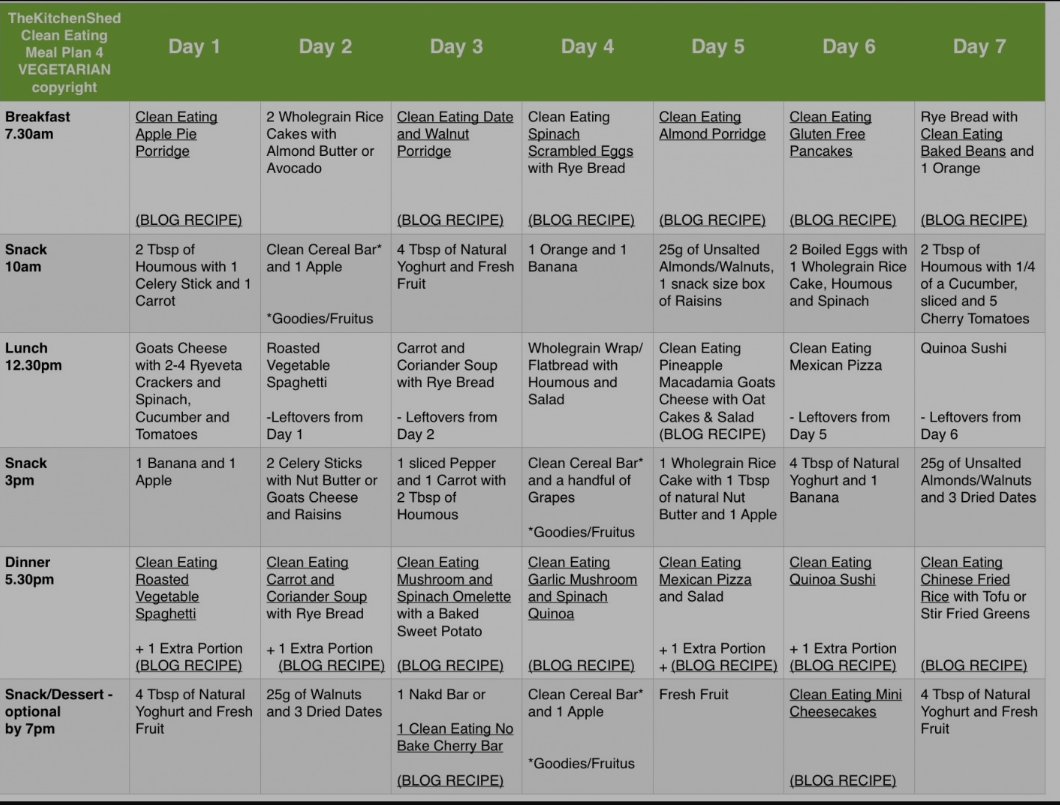 TheKitchenShed
Clean Eating
Meal Plan 4
VEGETARIAN
copyright
Day 1
Day 2
Day 3
Day 4
Day 5
Day 6
Day 7
Breakfast
7.30am
Clean Eating
Apple Pie
Porridge
(BLOG RECIPE)
2 Wholegrain Rice
Cakes with
Almond Butter or
Avocado
Clean Eating Date
and Walnut
Porridge
(BLOG RECIPE)
Clean Eating
Spinach
Scrambled Eggs
with Rye Bread
(BLOG RECIPE)
Clean Eating
Almond Porridge
(BLOG RECIPE)
Clean Eating
Gluten Free
Pancakes
(BLOG RECIPE)
Rye Bread with
Clean Eating
Baked Beans and
1 Orange
(BLOG RECIPE)
Snack
10am
2 Tbsp of
Houmous with 1
Celery Stick and 1
Carrot
Clean Cereal Bar*
and 1 Apple
*Goodies/Fruitus
4 Tbsp of Natural
Yoghurt and Fresh
Fruit
1 Orange and 1
Banana
25g of Unsalted
Almonds/Walnuts,
1 snack size box
of Raisins
2 Boiled Eggs with
1 Wholegrain Rice
Cake, Houmous
and Spinach
2 Tbsp of
Houmous with 1/4
of a Cucumber,
sliced and 5
Cherry Tomatoes
Lunch
12.30pm
Goats Cheese
with 2-4 Ryeveta
Crackers and
Spinach,
Cucumber and
Tomatoes
Roasted
Vegetable
Spaghetti
-Leftovers from
Day 1
Carrot and
Coriander Soup
with Rye Bread
- Leftovers from
Day 2
Wholegrain Wrap/
Flatbread with
Houmous and
Salad
Clean Eating
Pineapple
Macadamia Goats
Cheese with Oat
Cakes & Salad
(BLOG RECIPE)
Clean Eating
Mexican Pizza
- Leftovers from
Day 5
Quinoa Sushi
- Leftovers from
Day 6
Snack
3pm
1 Banana and 1
Apple
2 Celery Sticks
with Nut Butter or
Goats Cheese
and Raisins
1 sliced Pepper
and 1 Carrot with
2 Tbsp of
Houmous
Clean Cereal Bar*
and a handful of
Grapes
*Goodies/Fruitus
1 Wholegrain Rice
Cake with 1 Tbsp
of natural Nut
Butter and 1 Apple
4 Tbsp of Natural
Yoghurt and 1
Banana
25g of Unsalted
Almonds/Walnuts
and 3 Dried Dates
Dinner
5.30pm
Clean Eating
Roasted
Vegetable
Spaghetti
+ 1 Extra Portion
(BLOG RECIPE)
Clean Eating
Carrot and
Coriander Soup
with Rye Bread
+ 1 Extra Portion
(BLOG RECIPE)
Clean Eating
Mushroom and
Spinach Omelette
with a Baked
Sweet Potato
(BLOG RECIPE)
Clean Eating
Garlic Mushroom
and Spinach
Quinoa
(BLOG RECIPE)
Clean Eating
Mexican Pizza
and Salad
+ 1 Extra Portion
+ (BLOG RECIPE)
Clean Eating
Quinoa Sushi
+ 1 Extra Portion
(BLOG RECIPE)
Clean Eating
Chinese Fried
Rice with Tofu or
Stir Fried Greens
(BLOG RECIPE)
Snack/Dessert -
optional
by 7pm
4 Tbsp of Natural
Yoghurt and Fresh
Fruit
25g of Walnuts
and 3 Dried Dates
1 Nakd Bar or
1 Clean Eating No
Bake Cherry Bar
(BLOG RECIPE)
Clean Cereal Bar*
and 1 Apple
*Goodies/Fruitus
Fresh Fruit
Clean Eating Mini
Cheesecakes
(BLOG RECIPE)
4 Tbsp of Natural
Yoghurt and Fresh
Fruit